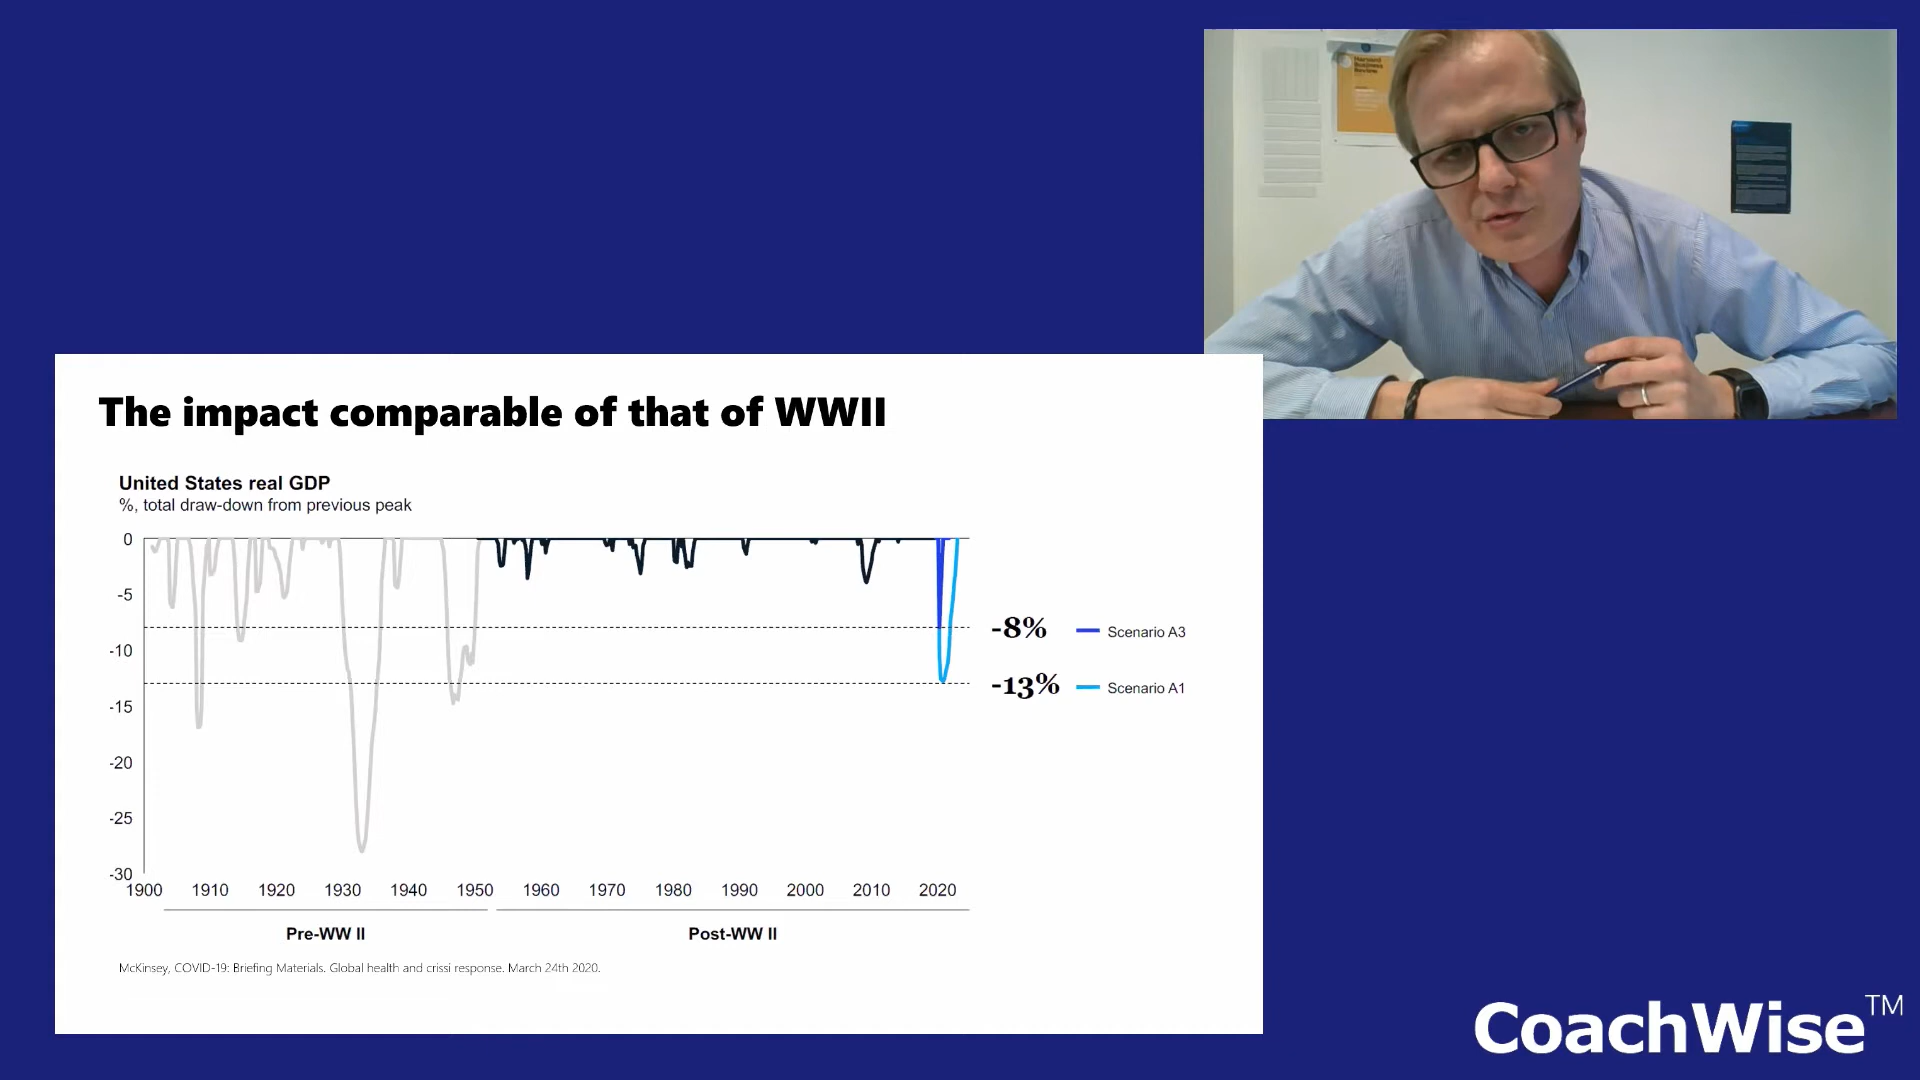 Harvard
Business
Review
The impact comparable of that of WWII
United States real GDP
%, total draw-down from previous peak
0
-5
-10
-15
-20
-25
-30
-8%
Scenario A3
-13%
Scenario A1
1900 1910 1920 1930 1940 1950 1960 1970 1980 1990 2000 2010 2020
Pre-WW II
Post-WW II
McKinsey, COVID-19: Briefing Materials. Global health and crissi response. March 24th 2020.
CoachWise™